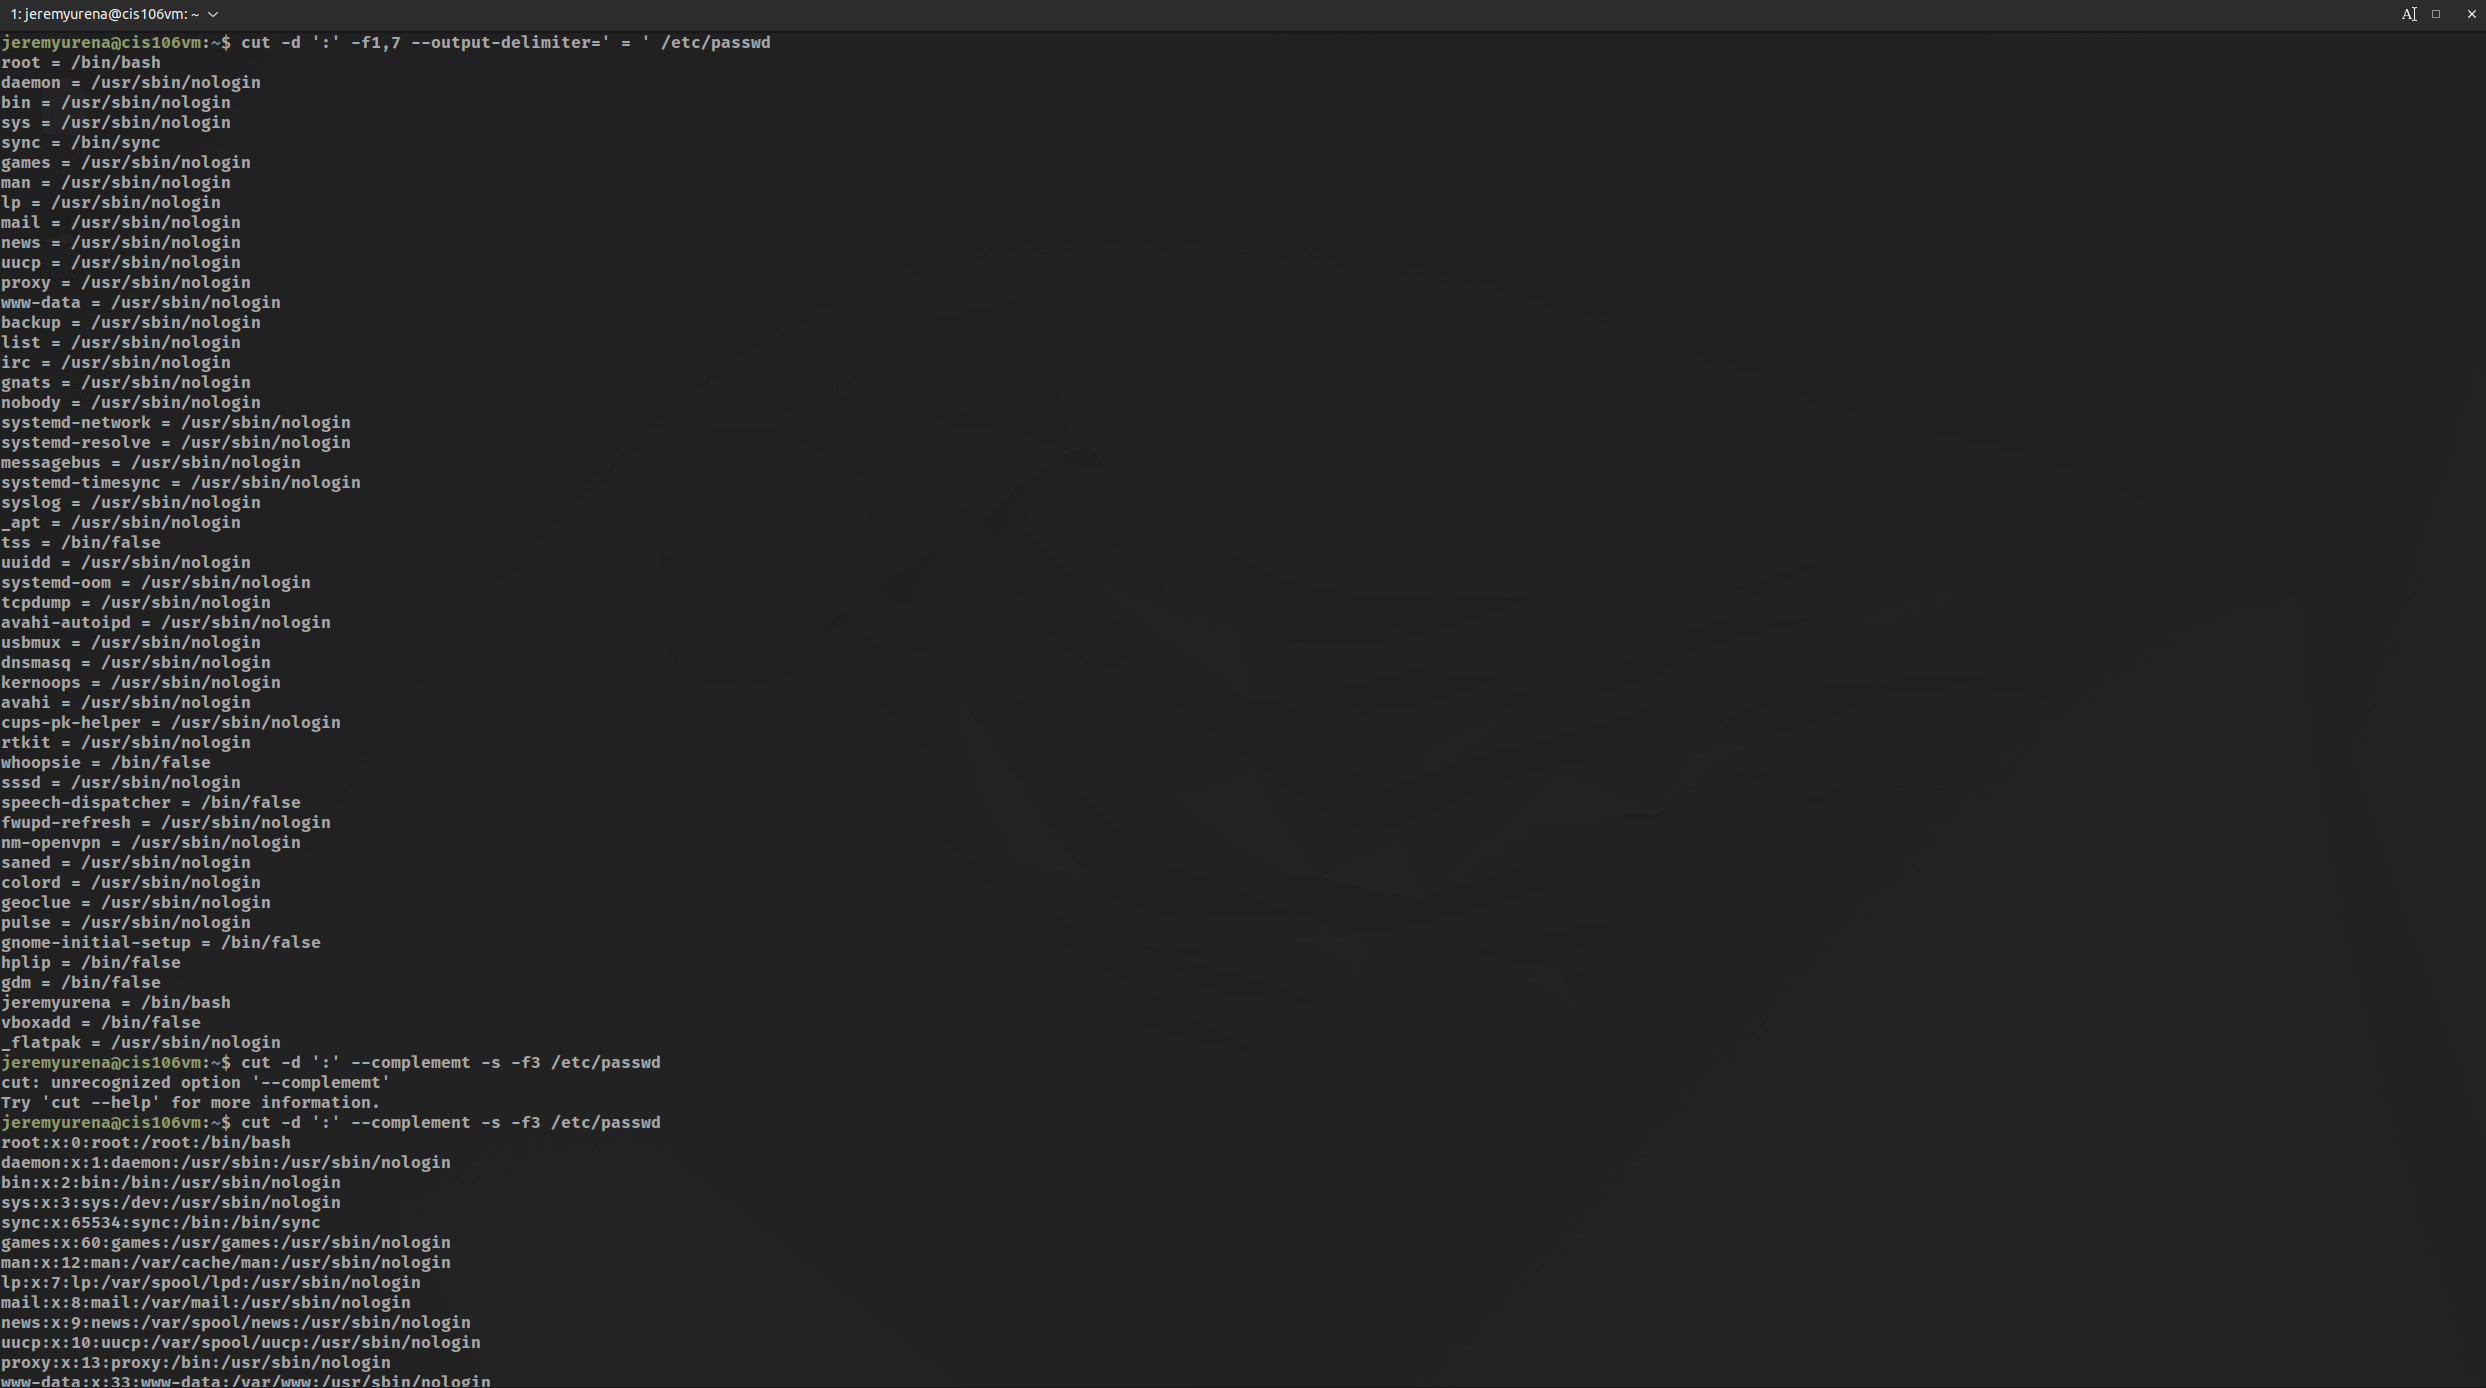 1: jeremyurena@cis106vm: ~
jeremyurena@cis106vm:~$ cut -d ':' -f1,7 --output-delimiter=' = ' /etc/passwd
root = /bin/bash
daemon = /usr/sbin/nologin
bin = /usr/sbin/nologin
sys = /usr/sbin/nologin
sync = /bin/sync
games = /usr/sbin/nologin
man = /usr/sbin/nologin
lp = /usr/sbin/nologin
mail = /usr/sbin/nologin
news = /usr/sbin/nologin
uucp = /usr/sbin/nologin
proxy = /usr/sbin/nologin
www-data = /usr/sbin/nologin
backup = /usr/sbin/nologin
list = /usr/sbin/nologin
irc = /usr/sbin/nologin
gnats = /usr/sbin/nologin
nobody = /usr/sbin/nologin
systemd-network = /usr/sbin/nologin
systemd-resolve = /usr/sbin/nologin
messagebus = /usr/sbin/nologin
systemd-timesync = /usr/sbin/nologin
syslog = /usr/sbin/nologin
_apt = /usr/sbin/nologin
tss = /bin/false
uuidd = /usr/sbin/nologin
systemd-oom = /usr/sbin/nologin
tcpdump = /usr/sbin/nologin
avahi-autoipd = /usr/sbin/nologin
usbmux = /usr/sbin/nologin
dnsmasq = /usr/sbin/nologin
kernoops = /usr/sbin/nologin
avahi = /usr/sbin/nologin
cups-pk-helper = /usr/sbin/nologin
rtkit = /usr/sbin/nologin
whoopsie = /bin/false
sssd = /usr/sbin/nologin
speech-dispatcher = /bin/false
fwupd-refresh = /usr/sbin/nologin
nm-openvpn = /usr/sbin/nologin
saned = /usr/sbin/nologin
colord = /usr/sbin/nologin
geoclue = /usr/sbin/nologin
pulse = /usr/sbin/nologin
gnome-initial-setup = /bin/false
hplip = /bin/false
gdm = /bin/false
jeremyurena = /bin/bash
vboxadd = /bin/false
_flatpak = /usr/sbin/nologin
jeremyurena@cis106vm:~$ cut -d ':' --complememt -s -f3 /etc/passwd
cut: unrecognized option '--complememt'
Try 'cut --help' for more information.
jeremyurena@cis106vm:~$ cut -d ':' --complement -s -f3 /etc/passwd
root:x:0:root:/root:/bin/bash
daemon:x:1:daemon:/usr/sbin:/usr/sbin/nologin
bin:x:2:bin:/bin:/usr/sbin/nologin
sys:x:3:sys:/dev:/usr/sbin/nologin
sync:x:65534:sync:/bin:/bin/sync
games:x:60:games:/usr/games:/usr/sbin/nologin
man:x:12:man:/var/cache/man:/usr/sbin/nologin
lp:x:7:lp:/var/spool/lpd:/usr/sbin/nologin
mail:x:8:mail:/var/mail:/usr/sbin/nologin
news:x:9:news:/var/spool/news:/usr/sbin/nologin
uucp:x:10:uucp:/var/spool/uucp:/usr/sbin/nologin
proxy:x:13:proxy:/bin:/usr/sbin/nologin
www-data:x:33:www-data:/var/www:/usr/sbin/nologin